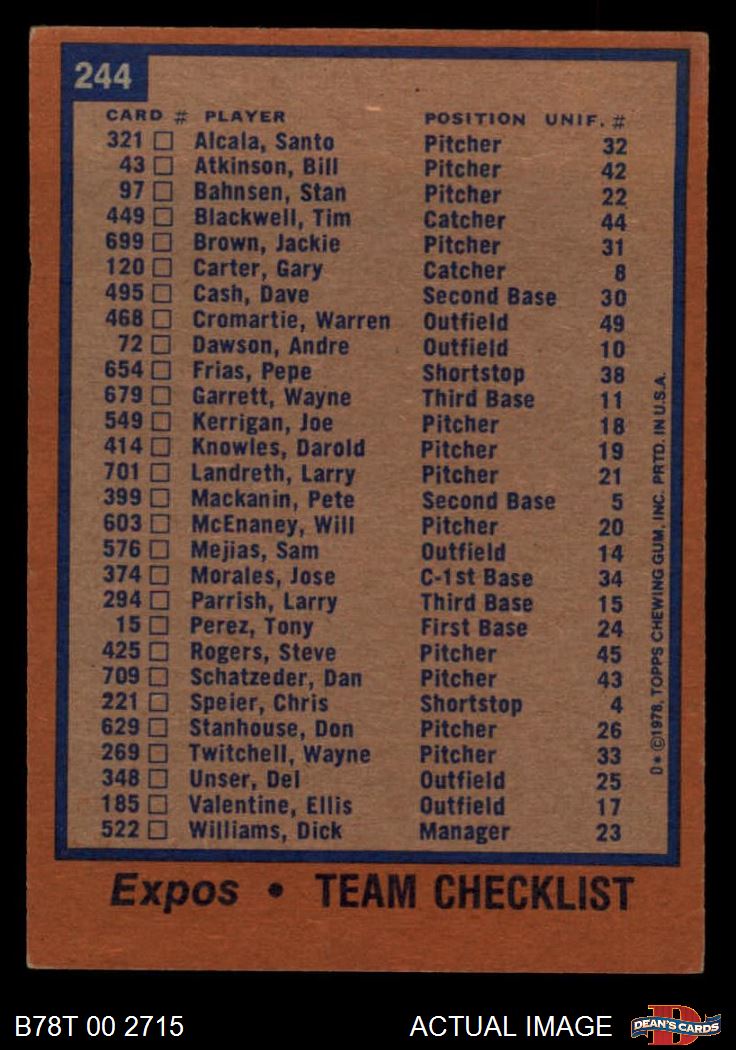 244
CARD # PLAYER POSITION UNIF. #
321 Alcala, Santo Pitcher 32
43 Atkinson, Bill Pitcher 42
97 Bahnsen, Stan Pitcher 22
449 Blackwell, Tim Catcher 44
699 Brown, Jackie Pitcher 31
120 Carter, Gary Catcher 8
495 Cash, Dave Second Base 30
468 Cromartie, Warren Outfield 49
72 Dawson, Andre Outfield 10
654 Frias, Pepe Shortstop 38
679 Garrett, Wayne Third Base 11
549 Kerrigan, Joe Pitcher 18
414 Knowles, Darold Pitcher 19
701 Landreth, Larry Pitcher 21
399 Mackanin, Pete Second Base 5
603 McEnaney, Will Pitcher 20
576 Mejias, Sam Outfield 14
374 Morales, Jose C-1st Base 34
294 Parrish, Larry Third Base 15
15 Perez, Tony First Base 24
425 Rogers, Steve Pitcher 45
709 Schatzeder, Dan Pitcher 43
221 Speier, Chris Shortstop 4
629 Stanhouse, Don Pitcher 26
269 Twitchell, Wayne Pitcher 33
348 Unser, Del Outfield 25
185 Valentine, Ellis Outfield 17
522 Williams, Dick Manager 23
D* ©1978, TOPPS CHEWING GUM, INC. PRTD. IN U.S.A.
Expos • TEAM CHECKLIST
B78T 00 2715 ACTUAL IMAGE
DEAN'S CARDS